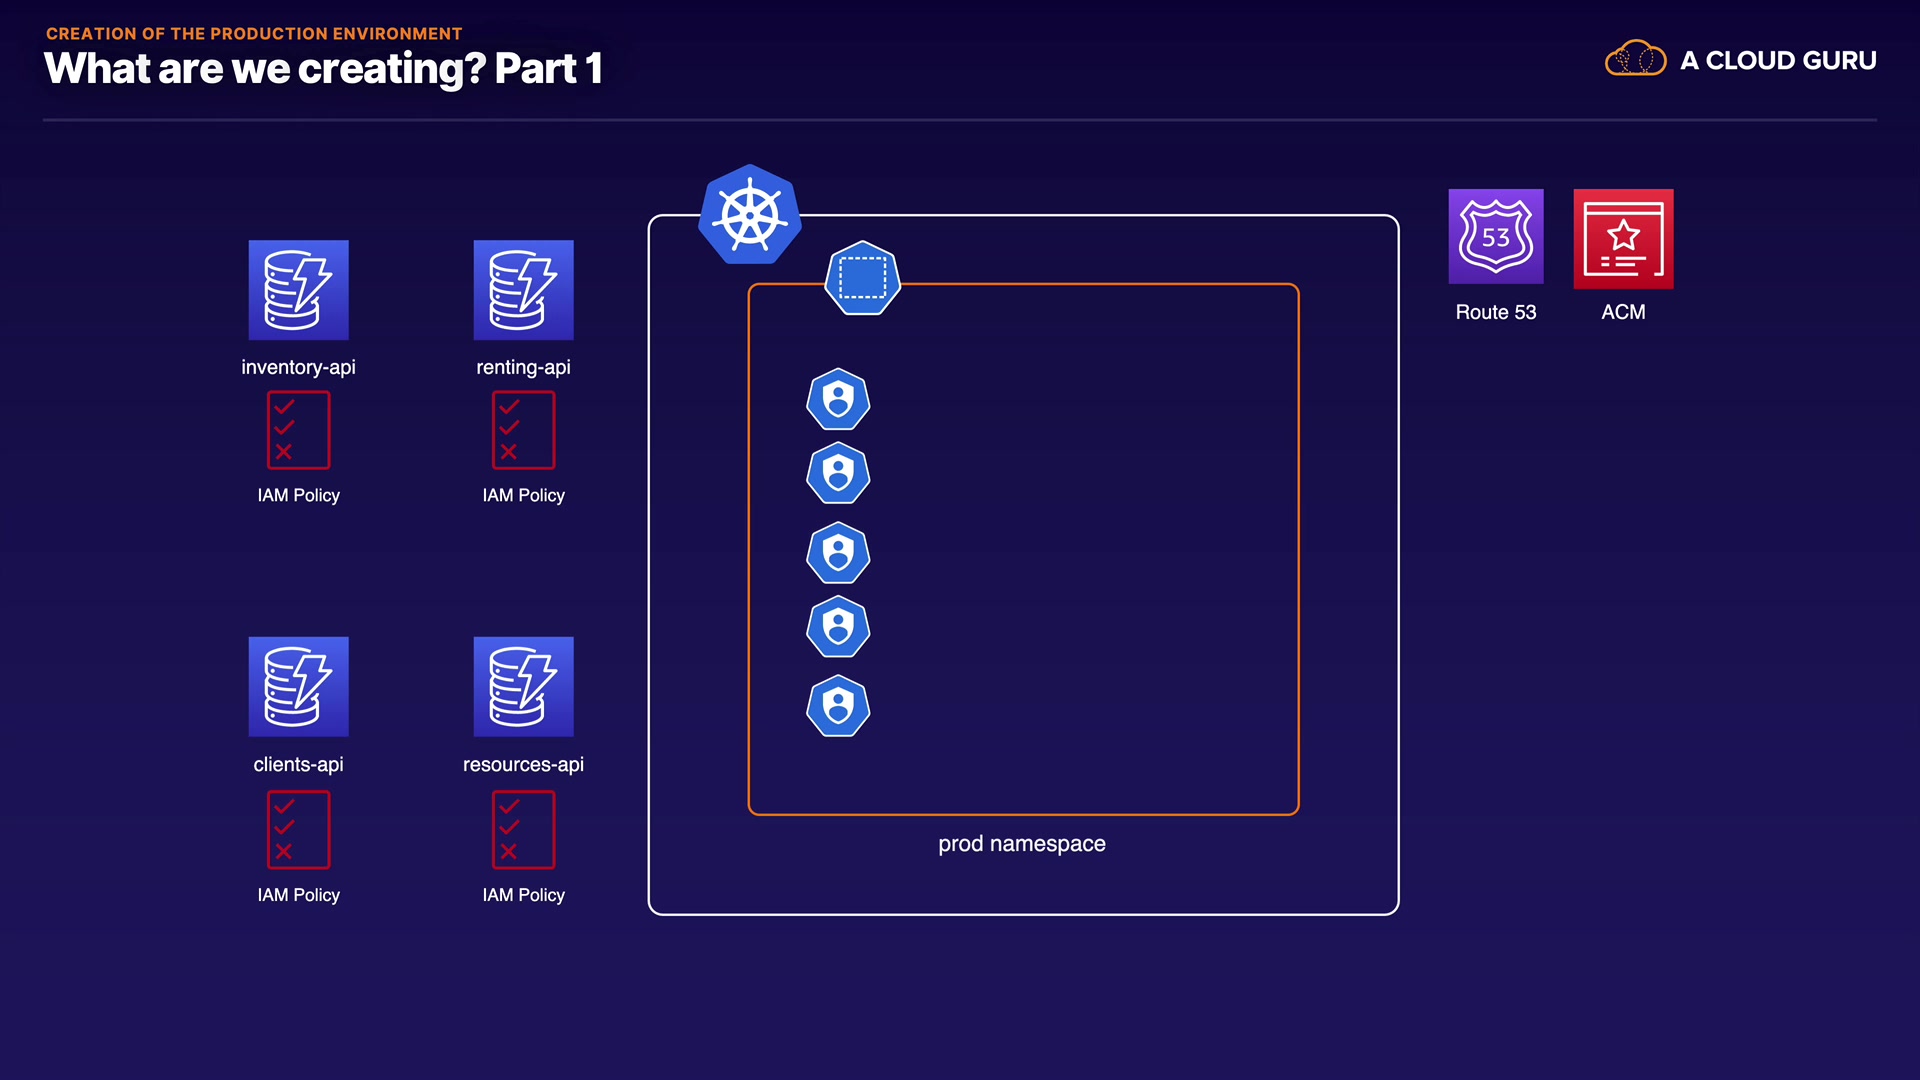 CREATION OF THE PRODUCTION ENVIRONMENT
What are we creating? Part 1
A CLOUD GURU
53
Route 53
ACM
inventory-api
renting-api
IAM Policy
IAM Policy
clients-api
resources-api
IAM Policy
IAM Policy
prod namespace